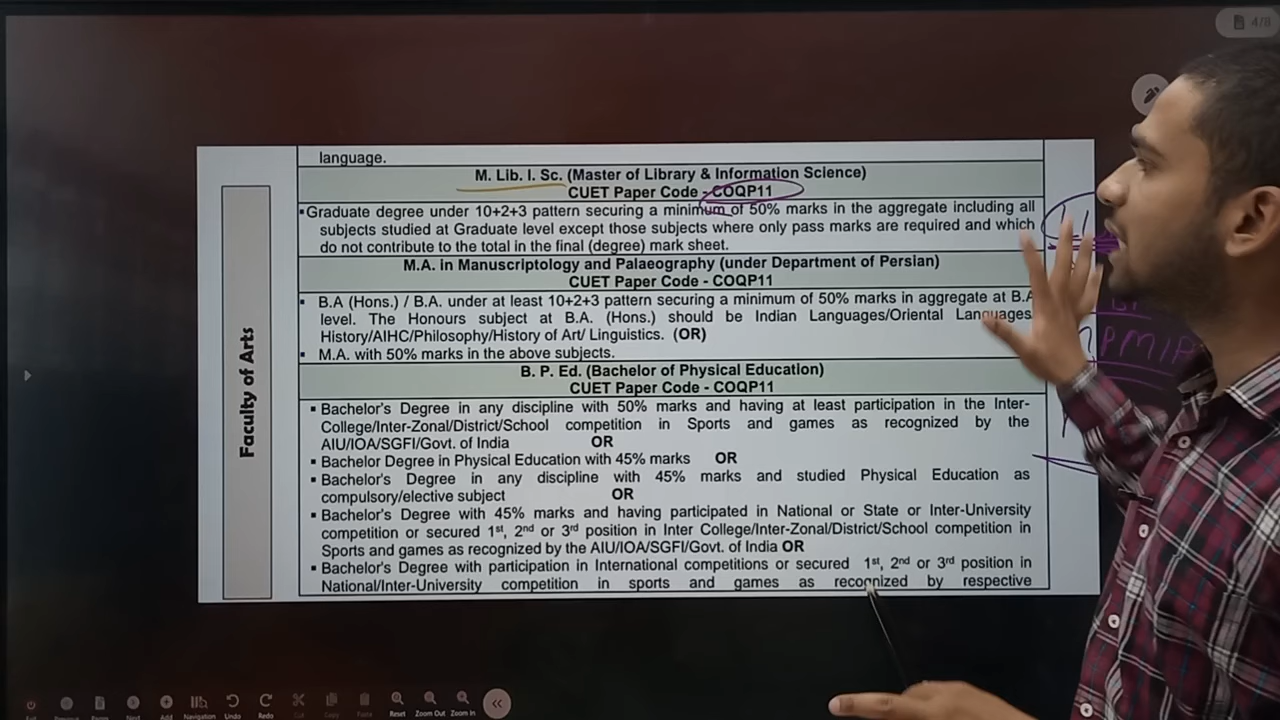 4/8
language.
M. Lib. I. Sc. (Master of Library & Information Science)
CUET Paper Code - COQP11
▪Graduate degree under 10+2+3 pattern securing a minimum of 50% marks in the aggregate including all
subjects studied at Graduate level except those subjects where only pass marks are required and which
do not contribute to the total in the final (degree) mark sheet.
M.A. in Manuscriptology and Palaeography (under Department of Persian)
CUET Paper Code - COQP11
▪ B.A (Hons.) / B.A. under at least 10+2+3 pattern securing a minimum of 50% marks in aggregate at B.A
level. The Honours subject at B.A. (Hons.) should be Indian Languages/Oriental Languages
History/AIHC/Philosophy/History of Art/ Linguistics. (OR)
▪ M.A. with 50% marks in the above subjects.
B. P. Ed. (Bachelor of Physical Education)
CUET Paper Code - COQP11
▪ Bachelor's Degree in any discipline with 50% marks and having at least participation in the Inter-
College/Inter-Zonal/District/School competition in Sports and games as recognized by the
AIU/IOA/SGFI/Govt. of India OR
▪ Bachelor Degree in Physical Education with 45% marks OR
▪ Bachelor's Degree in any discipline with 45% marks and studied Physical Education as
compulsory/elective subject OR
▪ Bachelor's Degree with 45% marks and having participated in National or State or Inter-University
competition or secured 1st, 2nd or 3rd position in Inter College/Inter-Zonal/District/School competition in
Sports and games as recognized by the AIU/IOA/SGFI/Govt. of India OR
▪ Bachelor's Degree with participation in International competitions or secured 1st, 2nd or 3rd position in
National/Inter-University competition in sports and games as recognized by respective
Faculty of Arts
Navigation Undo Redo Cut Copy Paste Reset Zoom Out Zoom In